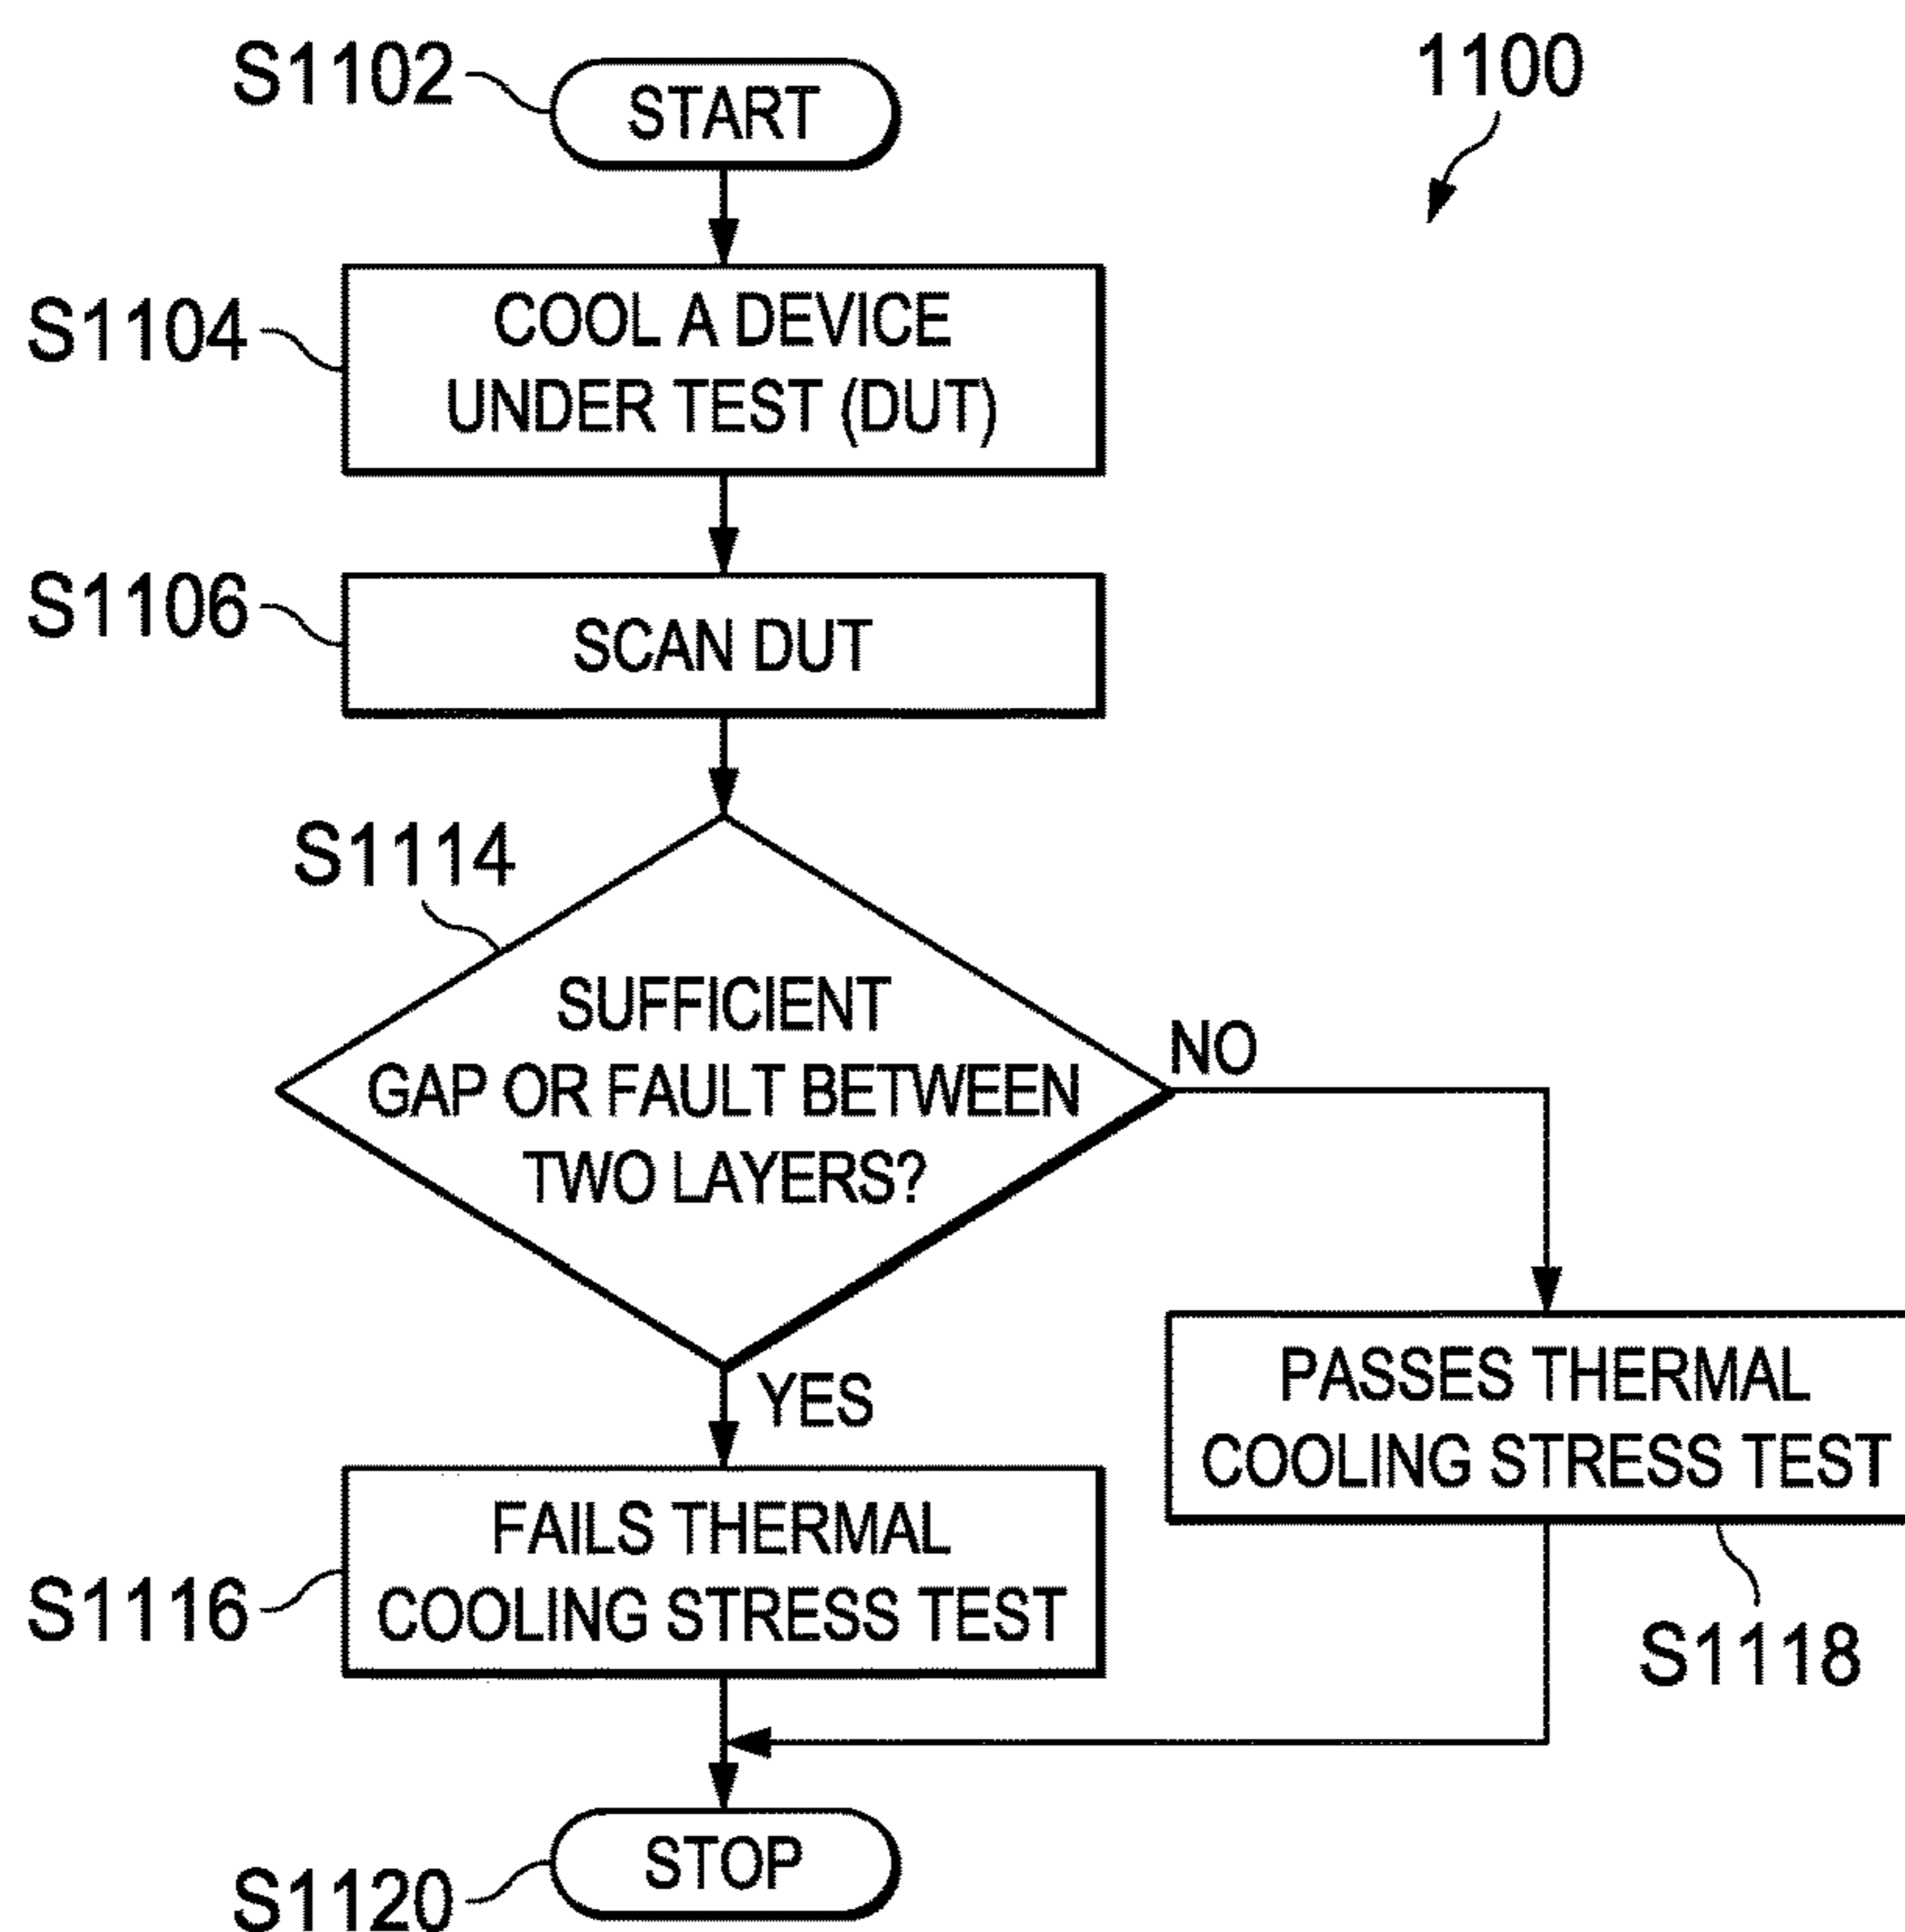 S1102
START
1100
S1104
COOL A DEVICE
UNDER TEST (DUT)
S1106
SCAN DUT
S1114
SUFFICIENT
GAP OR FAULT BETWEEN
TWO LAYERS?
NO
YES
PASSES THERMAL
COOLING STRESS TEST
S1118
FAILS THERMAL
COOLING STRESS TEST
S1116
STOP
S1120